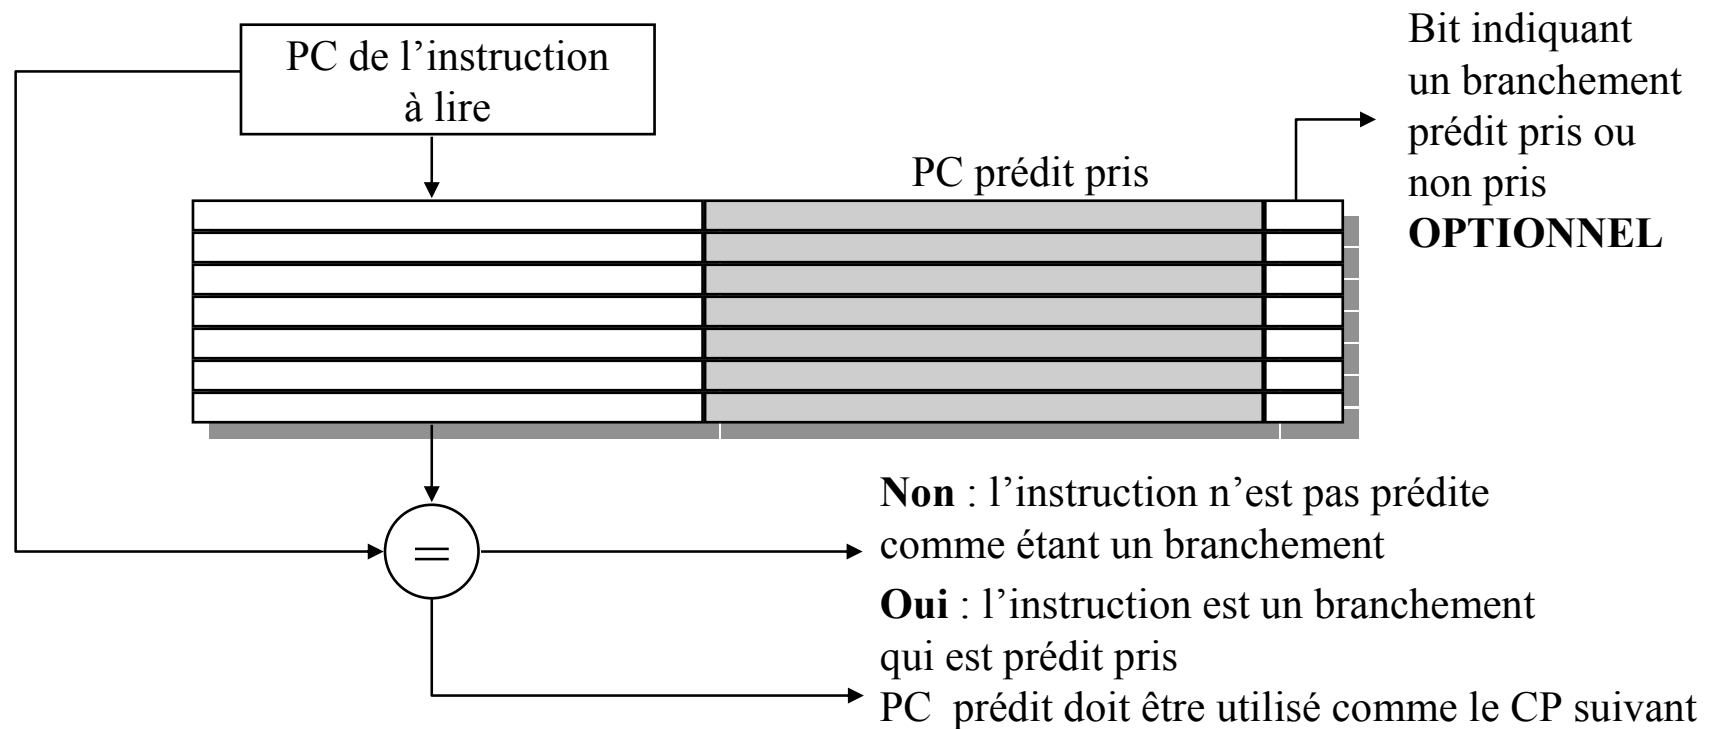 PC de l’instruction
à lire
Bit indiquant
un branchement
prédit pris ou
non pris
OPTIONNEL
PC prédit pris
=
Non : l’instruction n’est pas prédite
comme étant un branchement
Oui : l’instruction est un branchement
qui est prédit pris
PC prédit doit être utilisé comme le CP suivant